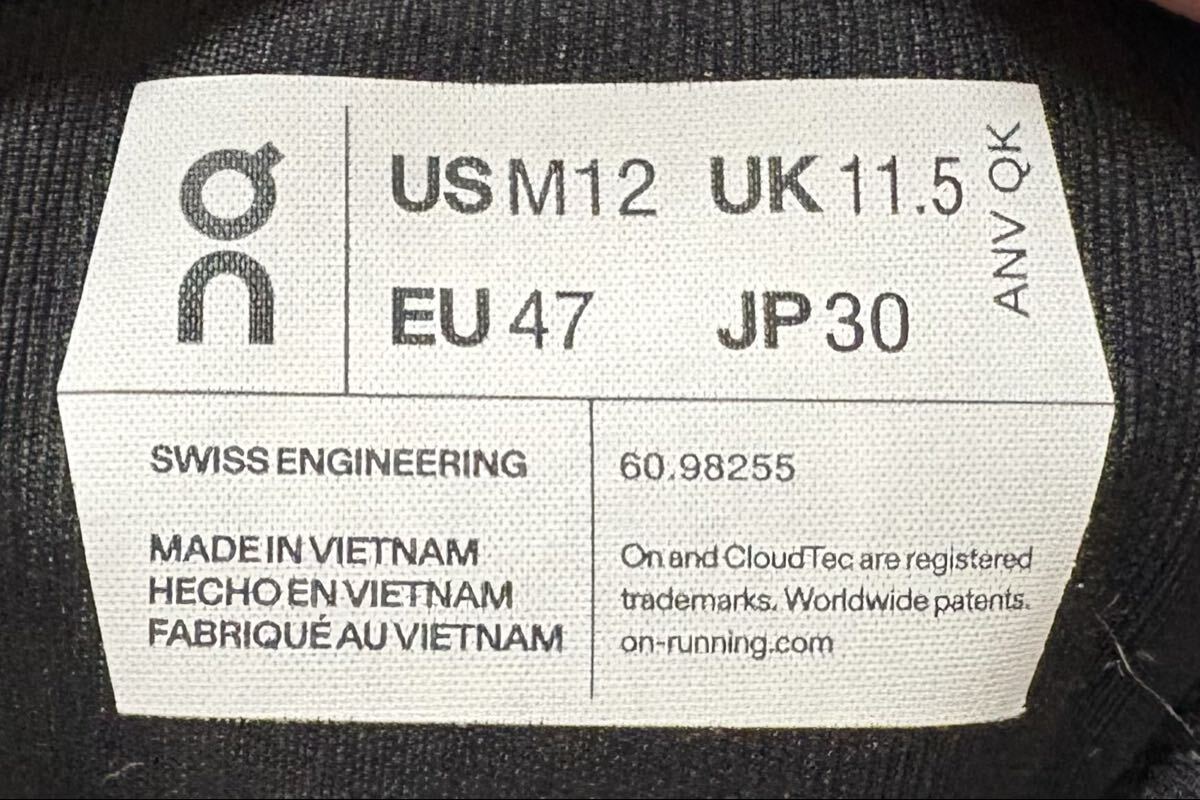 On
US M12 UK 11.5
EU 47 JP 30
ANV QK
SWISS ENGINEERING
MADE IN VIETNAM
HECHO EN VIETNAM
FABRIQUÉ AU VIETNAM
60.98255
On and CloudTec are registered
trademarks. Worldwide patents.
on-running.com